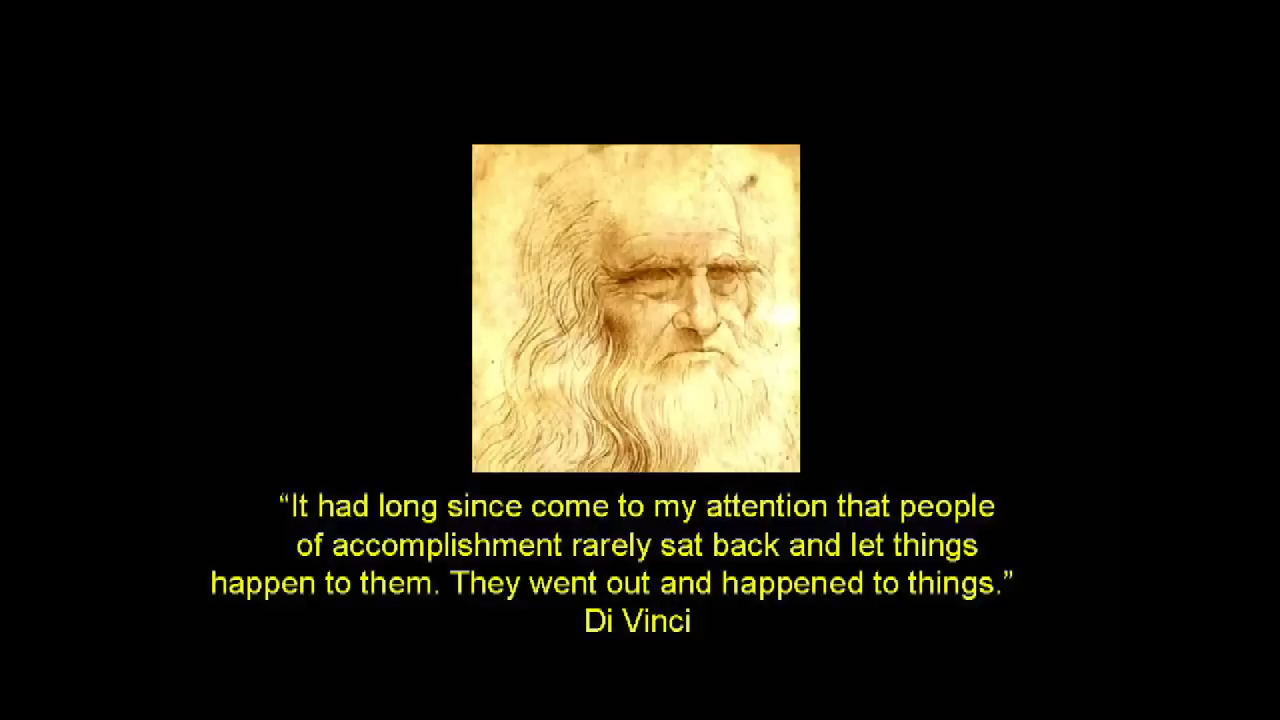 “It had long since come to my attention that people
of accomplishment rarely sat back and let things
happen to them. They went out and happened to things.”
Di Vinci